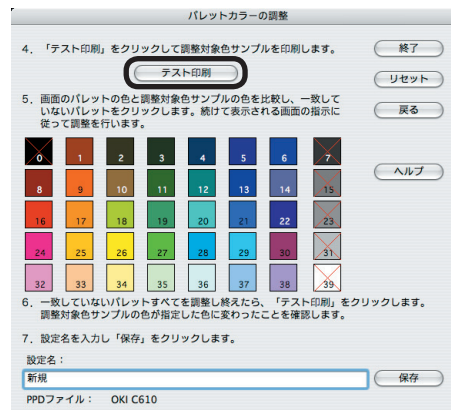 パレットカラーの調整
4. 「テスト印刷」をクリックして調整対象色サンプルを印刷します。
テスト印刷
終了
リセット
5. 画面のパレットの色と調整対象色サンプルの色を比較し、一致して
いないパレットをクリックします。続けて表示される画面の指示に
従って調整を行います。
戻る
0 1 2 3 4 5 6 7
ヘルプ
8 9 10 11 12 13 14 15
16 17 18 19 20 21 22 23
24 25 26 27 28 29 30 31
32 33 34 35 36 37 38 39
6. 一致していないパレットすべてを調整し終えたら、「テスト印刷」をクリックします。
調整対象色サンプルの色が指定した色に変わったことを確認します。
7. 設定名を入力し「保存」をクリックします。
設定名：
新規
保存
PPDファイル： OKI C610